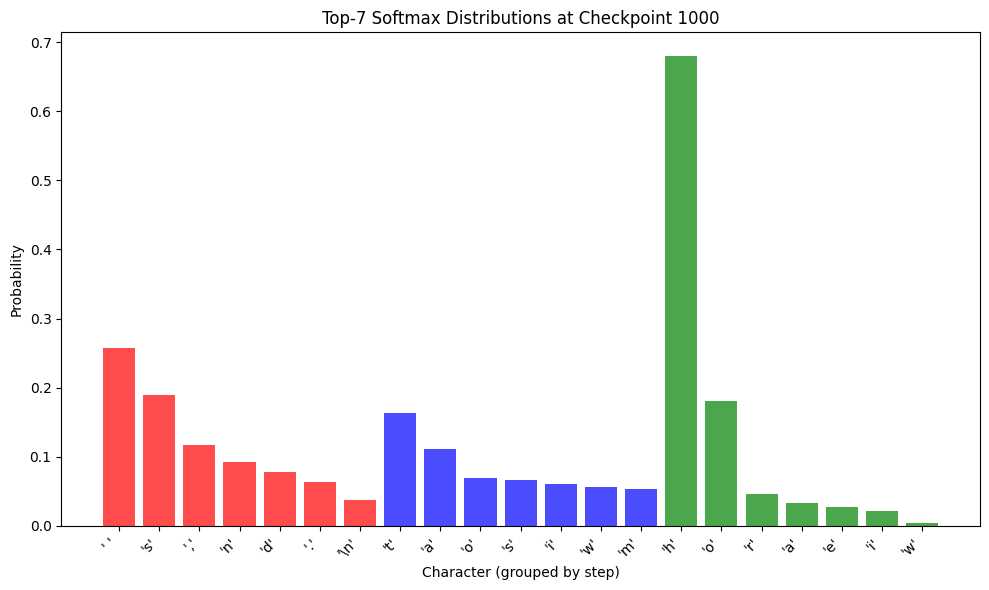 Top-7 Softmax Distributions at Checkpoint 1000
Probability
0.7
0.6
0.5
0.4
0.3
0.2
0.1
0.0
' ' 's' ',' 'n' 'd' '.' '\n' 't' 'a' 'o' 's' 'i' 'w' 'm' 'h' 'o' 'r' 'a' 'e' 'i' 'w'
Character (grouped by step)